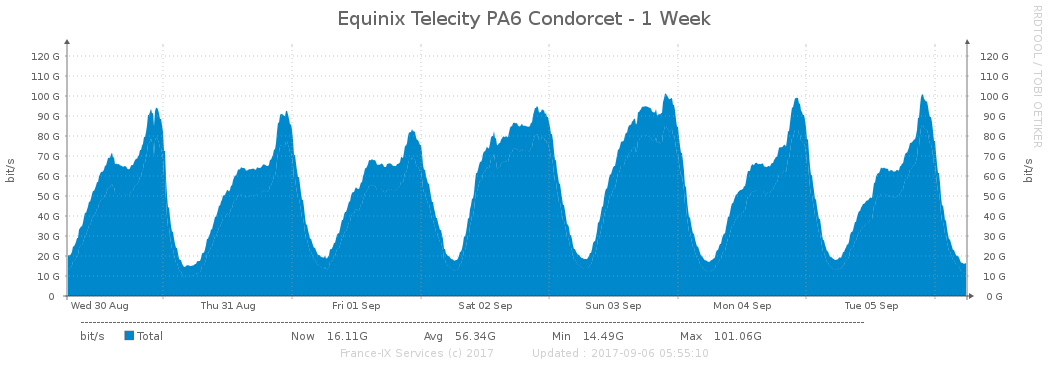 Equinix Telecity PA6 Condorcet - 1 Week
RRDTOOL / TOBI OETIKER
bit/s
120 G 120 G
110 G 110 G
100 G 100 G
90 G 90 G
80 G 80 G
70 G 70 G
60 G 60 G
50 G 50 G
40 G 40 G
30 G 30 G
20 G 20 G
10 G 10 G
0 0 G
bit/s
Wed 30 Aug Thu 31 Aug Fri 01 Sep Sat 02 Sep Sun 03 Sep Mon 04 Sep Tue 05 Sep
bit/s Total Now 16.11G Avg 56.34G Min 14.49G Max 101.06G
France-IX Services (c) 2017 Updated : 2017-09-06 05:55:10